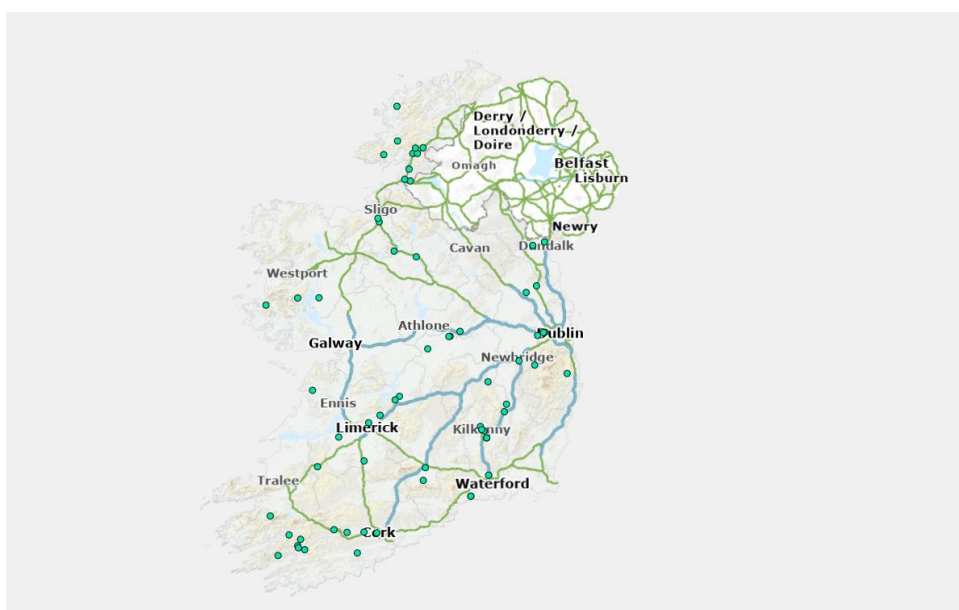 Derry /
Londonderry /
Doire
Omagh
Belfast
Lisburn
Sligo
Newry
Cavan
Dundalk
Westport
Athlone
Dublin
Galway
Newbridge
Ennis
Limerick
Kilkenny
Tralee
Waterford
Cork